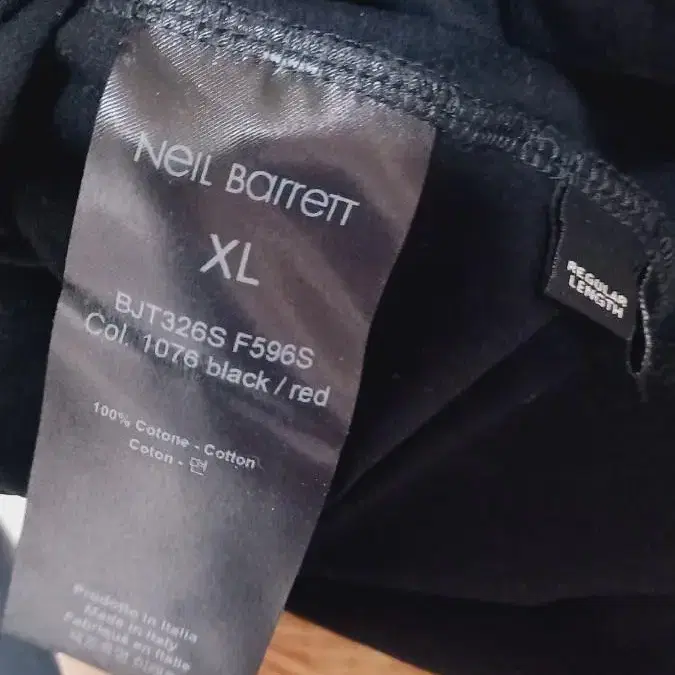 Neil Barrett
XL
BJT326S F596S
Col. 1076 black / red
100% Cotone - Cotton
Coton - 면
Prodotto in Italia
Made in Italy
Fabriqué en Italie
REGULAR
LENGTH